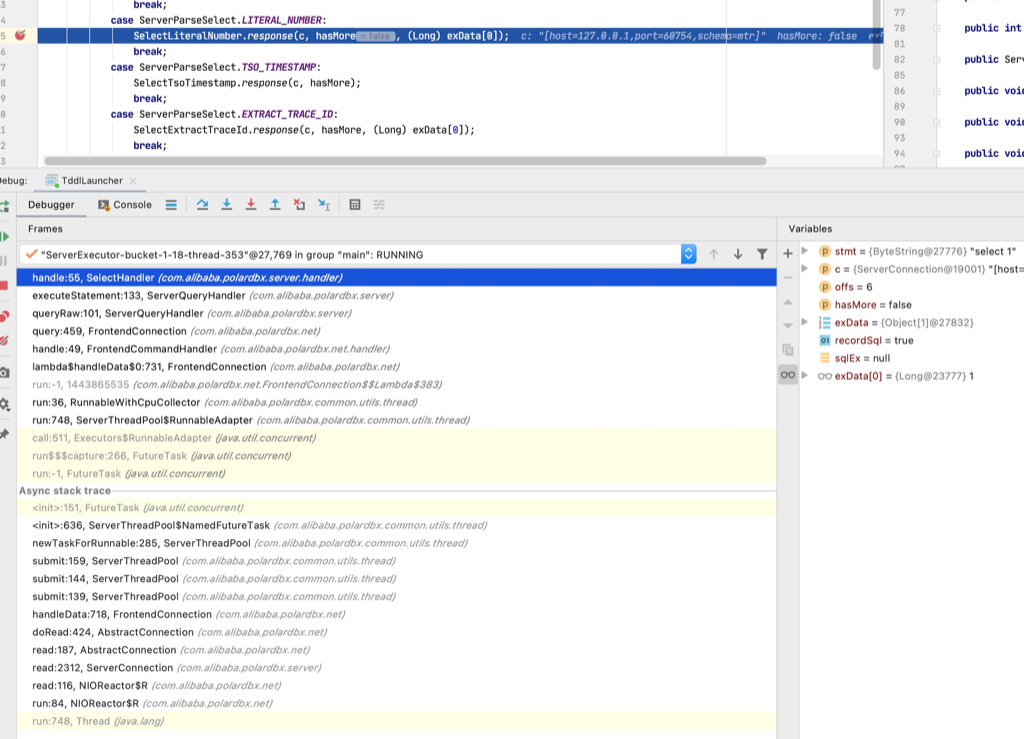 3
break;
4
case ServerParseSelect.LITERAL_NUMBER:
5
SelectLiteralNumber.response(c, hasMore = false , (Long) exData[0]); c: "[host=127.0.0.1,port=60754,schema=mtr]" hasMore: false
6
break;
7
case ServerParseSelect.TSO_TIMESTAMP:
8
SelectTsoTimestamp.response(c, hasMore);
9
break;
0
case ServerParseSelect.EXTRACT_TRACE_ID:
1
SelectExtractTraceId.response(c, hasMore, (Long) exData[0]);
2
break;
3
77
78 public int
81
82 public Serv
85
86 public void
89
90 public void
93
94 public void
Debug: TddlLauncher
Debugger Console
Frames
"ServerExecutor-bucket-1-18-thread-353"@27,769 in group "main": RUNNING
handle:55, SelectHandler (com.alibaba.polardbx.server.handler)
executeStatement:133, ServerQueryHandler (com.alibaba.polardbx.server)
queryRaw:101, ServerQueryHandler (com.alibaba.polardbx.server)
query:459, FrontendConnection (com.alibaba.polardbx.net)
handle:49, FrontendCommandHandler (com.alibaba.polardbx.net.handler)
lambda$handleData$0:731, FrontendConnection (com.alibaba.polardbx.net)
run:-1, 1443865535 (com.alibaba.polardbx.net.FrontendConnection$$Lambda$383)
run:36, RunnableWithCpuCollector (com.alibaba.polardbx.common.utils.thread)
run:748, ServerThreadPool$RunnableAdapter (com.alibaba.polardbx.common.utils.thread)
call:511, Executors$RunnableAdapter (java.util.concurrent)
run$$$capture:266, FutureTask (java.util.concurrent)
run:-1, FutureTask (java.util.concurrent)
Async stack trace
<init>:151, FutureTask (java.util.concurrent)
<init>:636, ServerThreadPool$NamedFutureTask (com.alibaba.polardbx.common.utils.thread)
newTaskForRunnable:285, ServerThreadPool (com.alibaba.polardbx.common.utils.thread)
submit:159, ServerThreadPool (com.alibaba.polardbx.common.utils.thread)
submit:144, ServerThreadPool (com.alibaba.polardbx.common.utils.thread)
submit:139, ServerThreadPool (com.alibaba.polardbx.common.utils.thread)
handleData:718, FrontendConnection (com.alibaba.polardbx.net)
doRead:424, AbstractConnection (com.alibaba.polardbx.net)
read:187, AbstractConnection (com.alibaba.polardbx.net)
read:2312, ServerConnection (com.alibaba.polardbx.server)
read:116, NIOReactor$R (com.alibaba.polardbx.net)
run:84, NIOReactor$R (com.alibaba.polardbx.net)
run:748, Thread (java.lang)
Variables
stmt = {ByteString@27776} "select 1"
c = {ServerConnection@19001} "[host=
offs = 6
hasMore = false
exData = {Object[1]@27832}
recordSql = true
sqlEx = null
exData[0] = {Long@23777} 1